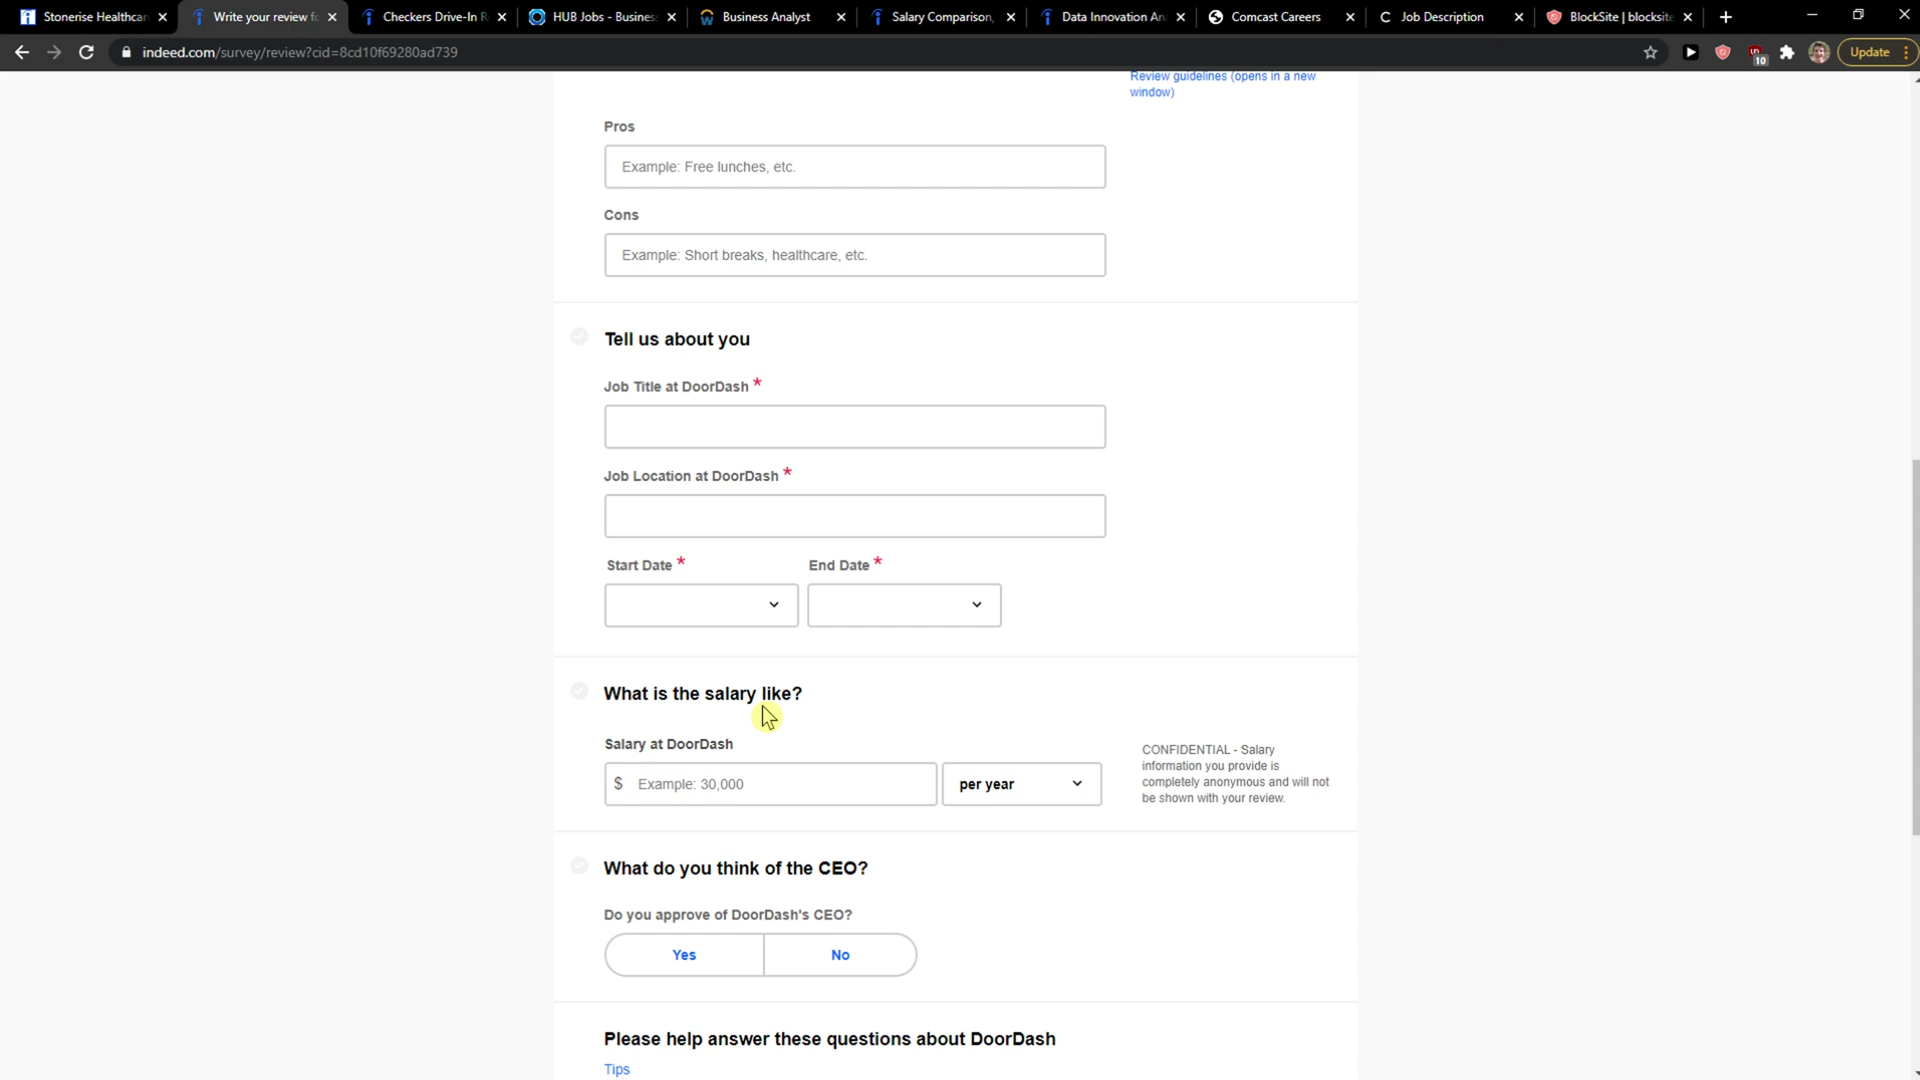 Stonerise Healthcar
Write your review fo
Checkers Drive-In R
HUB Jobs - Business
Business Analyst
Salary Comparison,
Data Innovation An
Comcast Careers
Job Description
BlockSite | blocksite
indeed.com/survey/review?cid=8cd10f69280ad739
10
Update
Review guidelines (opens in a new
window)
Pros
Example: Free lunches, etc.
Cons
Example: Short breaks, healthcare, etc.
Tell us about you
Job Title at DoorDash *
Job Location at DoorDash *
Start Date *
End Date *
What is the salary like?
Salary at DoorDash
$ Example: 30,000
per year
CONFIDENTIAL - Salary
information you provide is
completely anonymous and will not
be shown with your review.
What do you think of the CEO?
Do you approve of DoorDash's CEO?
Yes
No
Please help answer these questions about DoorDash
Tips